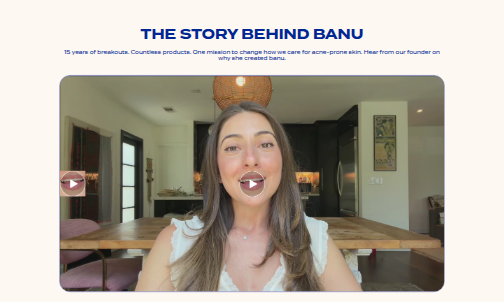 THE STORY BEHIND BANU
15 years of breakouts. Countless products. One mission to change how we care for acne-prone skin. Hear from our founder on
why she created banu.